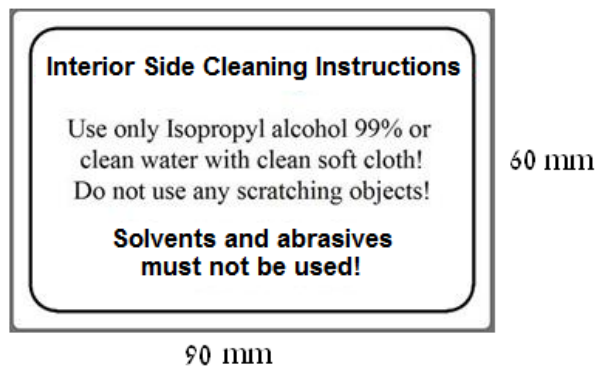 Interior Side Cleaning Instructions
Use only Isopropyl alcohol 99% or
clean water with clean soft cloth!
Do not use any scratching objects!
Solvents and abrasives
must not be used!
60 mm
90 mm